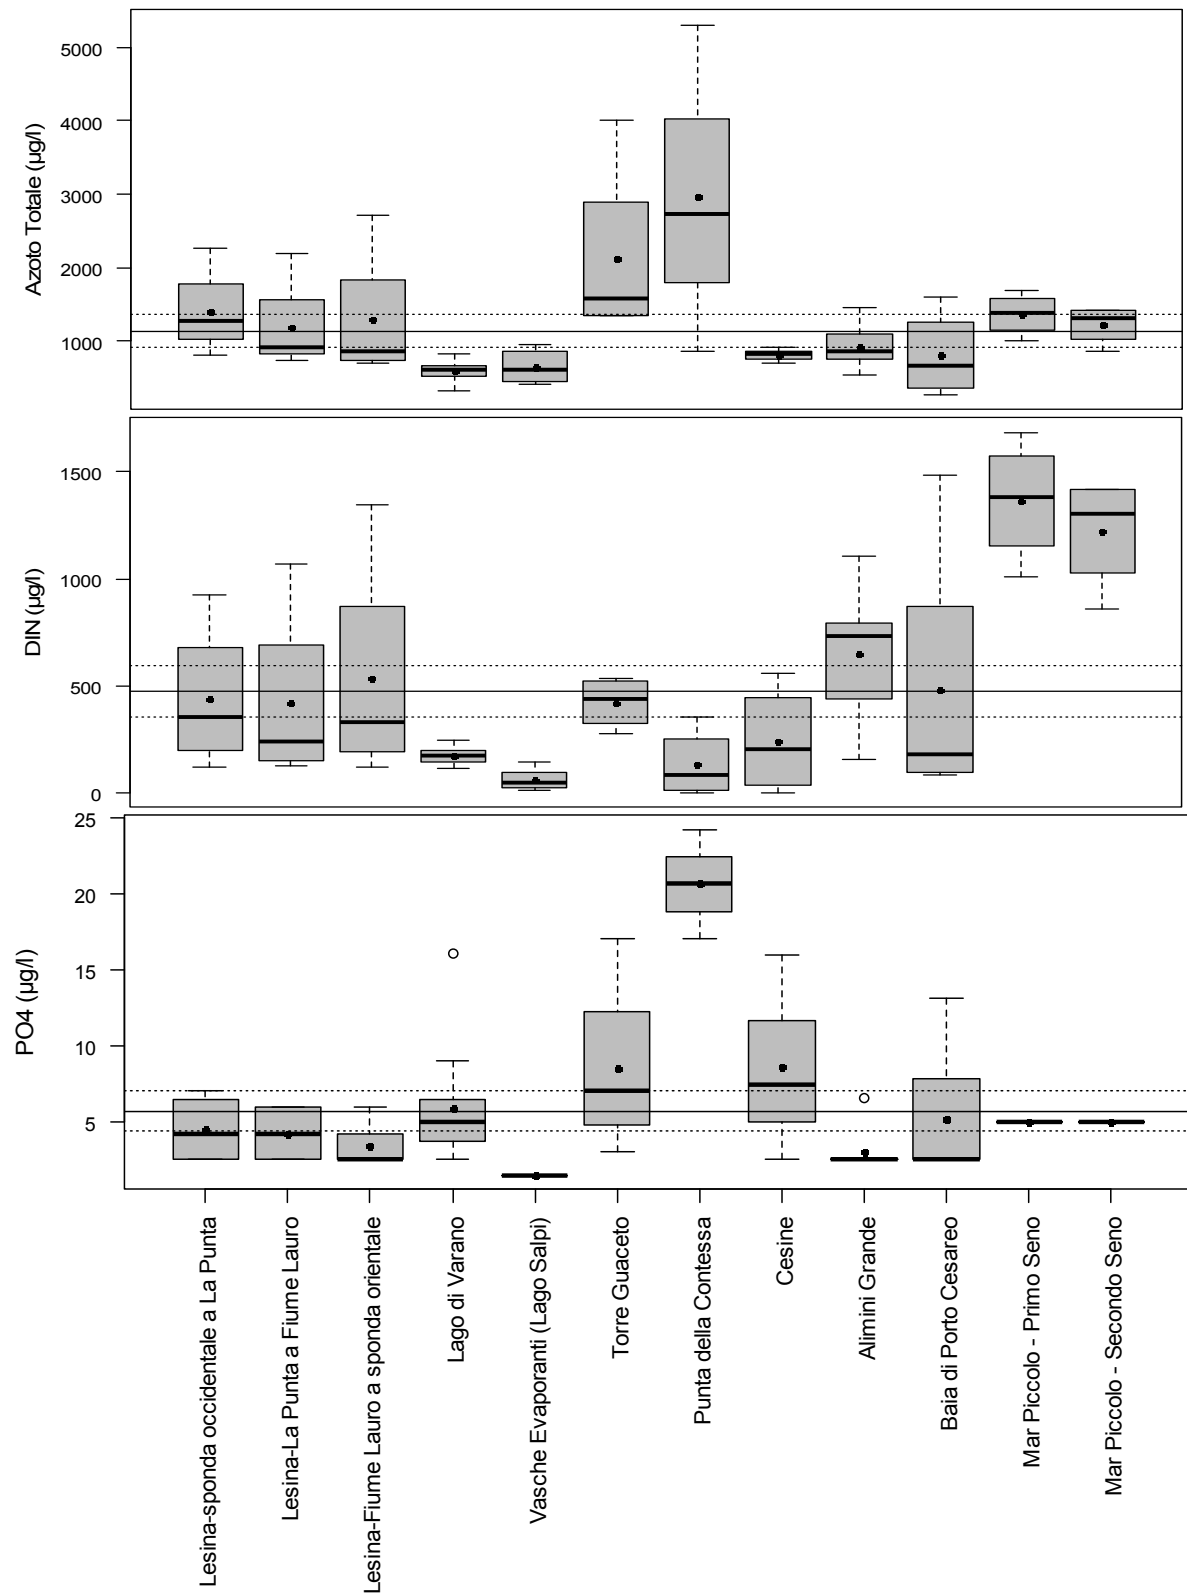 Azoto Totale (µg/l)
5000
4000
3000
2000
1000
DIN (µg/l)
1500
1000
500
0
PO4 (µg/l)
25
20
15
10
5
Lesina-sponda occidentale a La Punta
Lesina-La Punta a Fiume Lauro
Lesina-Fiume Lauro a sponda orientale
Lago di Varano
Vasche Evaporanti (Lago Salpi)
Torre Guaceto
Punta della Contessa
Cesine
Alimini Grande
Baia di Porto Cesareo
Mar Piccolo - Primo Seno
Mar Piccolo - Secondo Seno